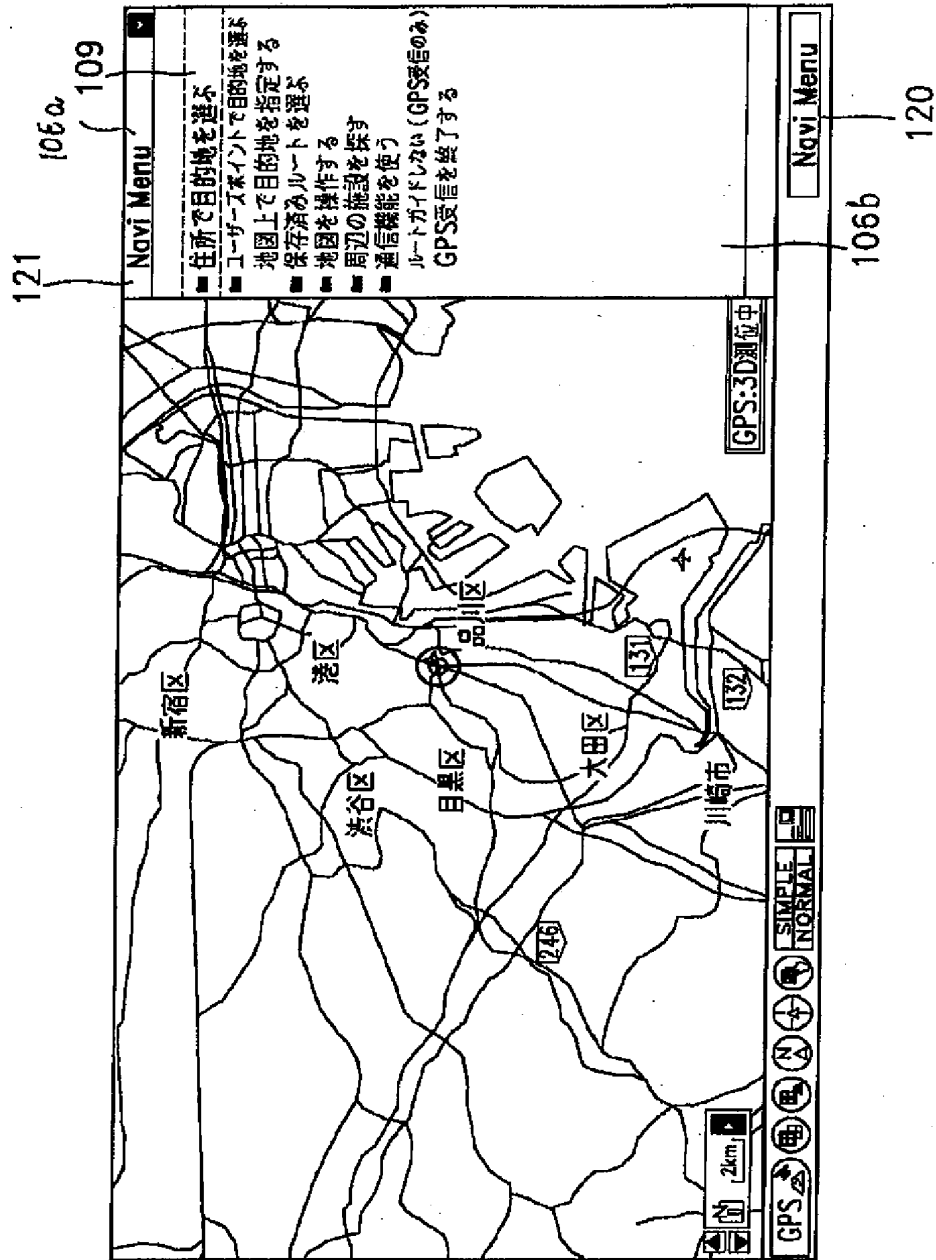 121
106a
109
Navi Menu
住所で目的地を選ぶ
ユーザーズポイントで目的地を選ぶ
地図上で目的地を指定する
保存済みルートを選ぶ
地図を操作する
周辺の施設を探す
通信機能を使う
ルートガイドしない(GPS受信のみ)
GPS受信を終了する
新宿区
港区
渋谷区
品川区
目黒区
大田区
131
132
246
川崎市
GPS:3D測位中
N
2km
GPS
N
SIMPLE
NORMAL
Navi Menu
106b
120